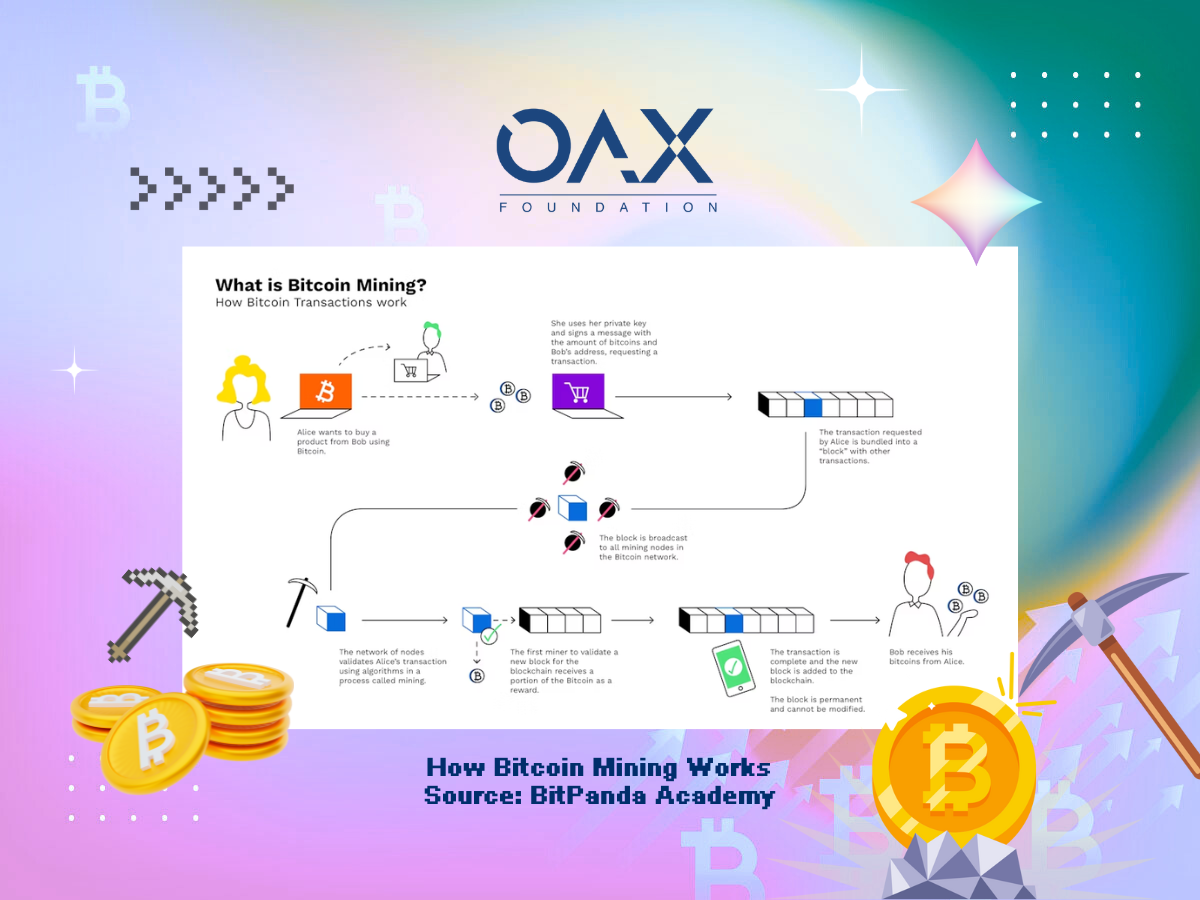 OAX
FOUNDATION
What is Bitcoin Mining?
How Bitcoin Transactions work
She uses her private key
and signs a message with
the amount of bitcoins and
Bob's address, requesting a
transaction.
Alice wants to buy a
product from Bob using
Bitcoin.
The transaction requested
by Alice is bundled into a
"block" with other
transactions.
The block is broadcast
to all mining nodes in
the Bitcoin network.
The network of nodes
validates Alice's transaction
using algorithms in a
process called mining.
The first miner to validate a
new block for the
blockchain receives a
portion of the Bitcoin as a
reward.
The transaction is
complete and the new
block is added to the
blockchain.
The block is permanent
and cannot be modified.
Bob receives his
bitcoins from Alice.
How Bitcoin Mining Works
Source: BitPanda Academy